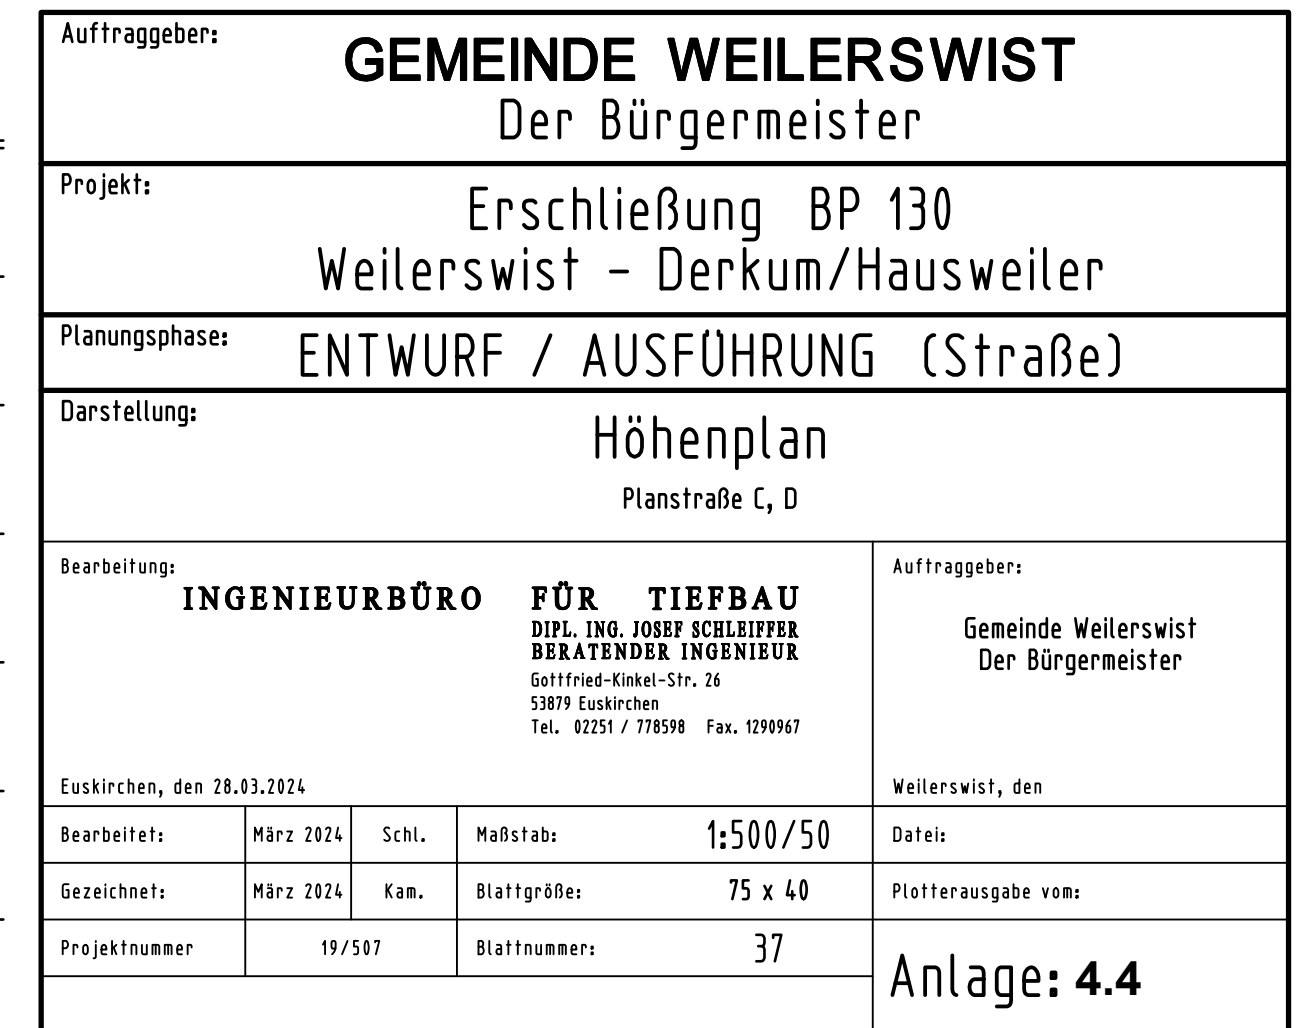 Auftraggeber:
GEMEINDE WEILERSWIST
Der Bürgermeister
Projekt:
Erschließung BP 130
Weilerswist - Derkum/Hausweiler
Planungsphase:
ENTWURF / AUSFÜHRUNG (Straße)
Darstellung:
Höhenplan
Planstraße C, D
Bearbeitung:
INGENIEURBÜRO FÜR TIEFBAU
DIPL. ING. JOSEF SCHLEIFFER
BERATENDER INGENIEUR
Gottfried-Kinkel-Str. 26
53879 Euskirchen
Tel. 02251 / 778598 Fax. 1290967
Euskirchen, den 28.03.2024
Auftraggeber:
Gemeinde Weilerswist
Der Bürgermeister
Weilerswist, den
Bearbeitet: März 2024 Schl. Maßstab: 1:500/50 Datei:
Gezeichnet: März 2024 Kam. Blattgröße: 75 x 40 Plotterausgabe vom:
Projektnummer 19/507 Blattnummer: 37
Anlage: 4.4